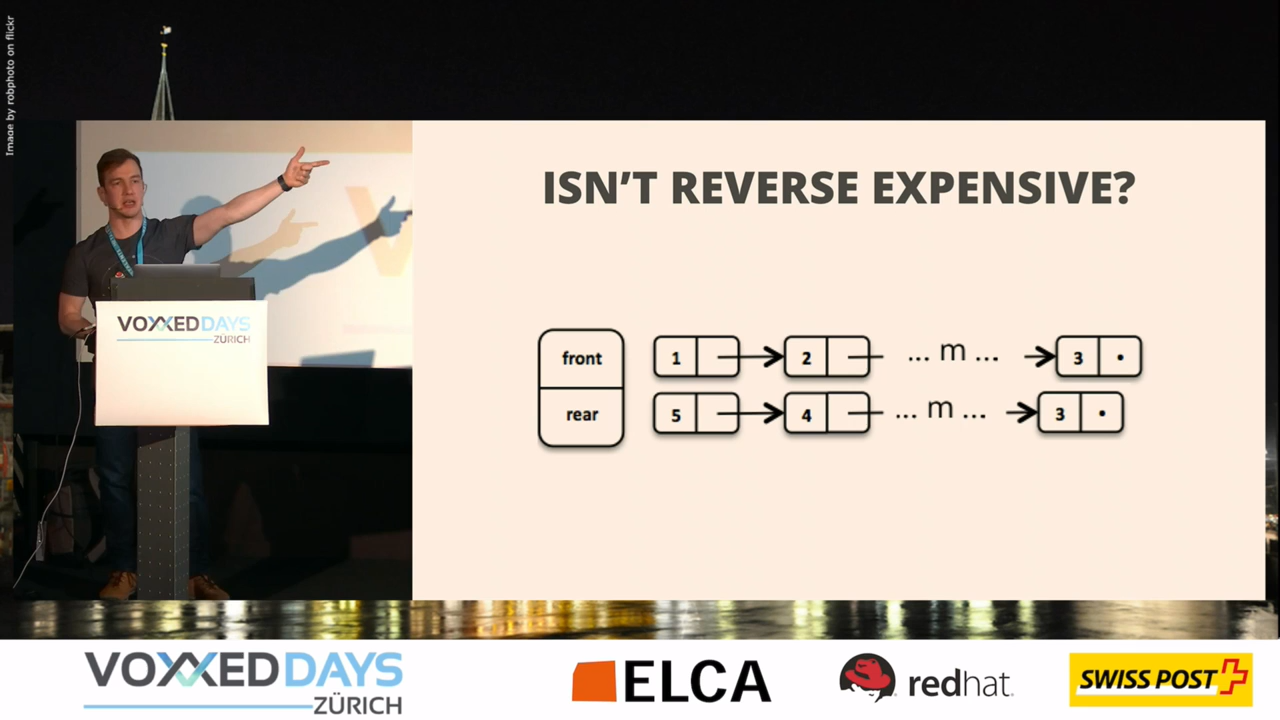 Image by robphoto on flickr
ISN'T REVERSE EXPENSIVE?
front 1 2 ... m ... 3
rear 5 4 ... m ... 3
VOXXEDDAYS
ZÜRICH
VOXXEDDAYS
ZÜRICH
ELCA
redhat.
SWISS POST